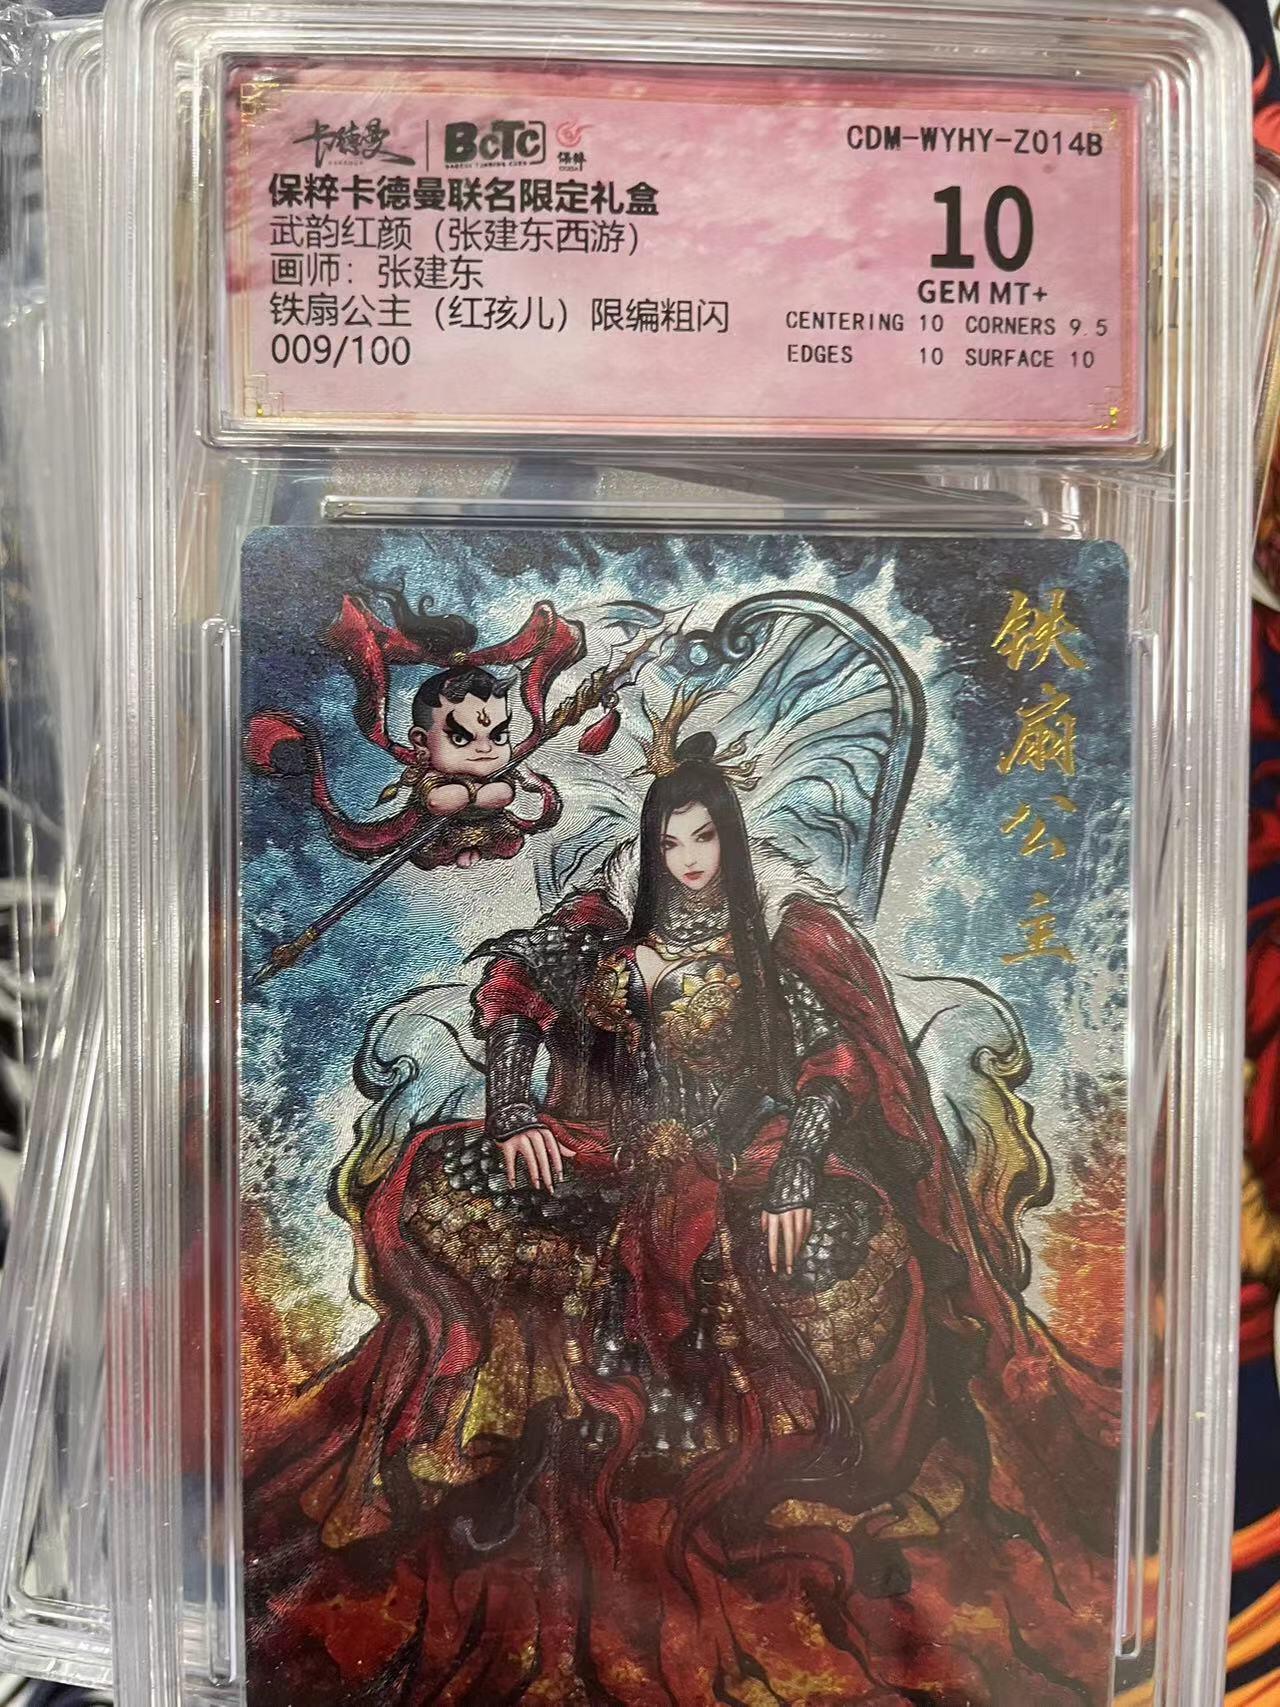 卡德曼 BCTC 保粹
CDM-WYHY-Z014B
保粹卡德曼联名限定礼盒
武韵红颜（张建东西游）
画师：张建东
铁扇公主（红孩儿）限编粗闪
009/100
10
GEM MT+
CENTERING 10 CORNERS 9.5
EDGES 10 SURFACE 10
铁扇公主